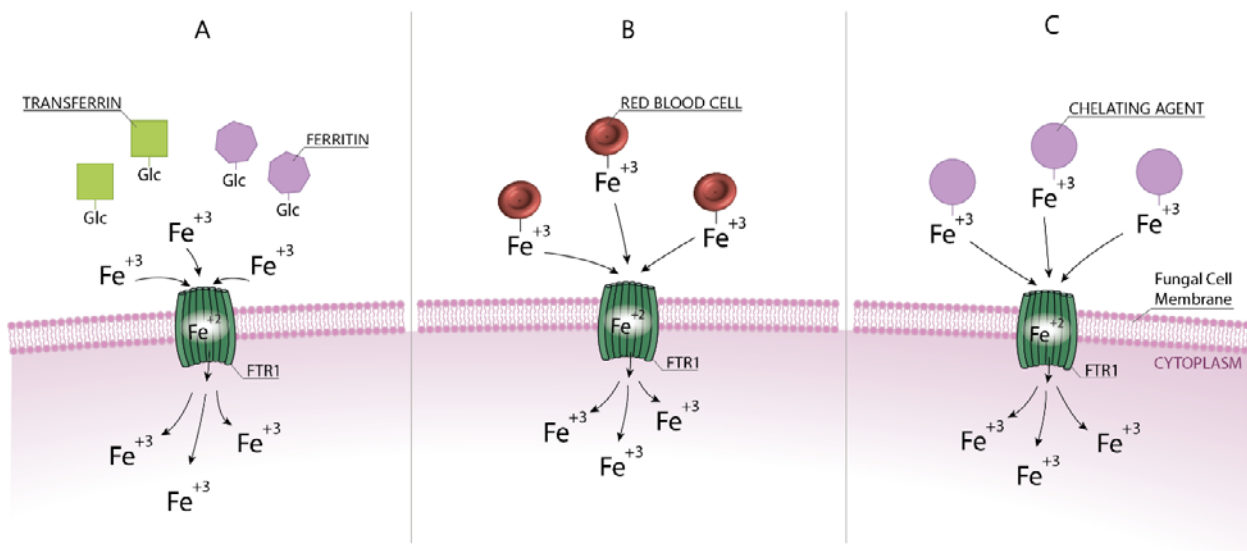 A
TRANSFERRIN
FERRITIN
Glc
Glc
Glc
Glc
Fe+3
Fe+3
Fe+3
Fe+2
FTR1
Fe+3
Fe+3
Fe+3
B
RED BLOOD CELL
Fe+3
Fe+3
Fe+3
Fe+2
FTR1
Fe+3
Fe+3
Fe+3
C
CHELATING AGENT
Fe+3
Fe+3
Fe+3
Fungal Cell
Membrane
Fe+2
CYTOPLASM
FTR1
Fe+3
Fe+3
Fe+3